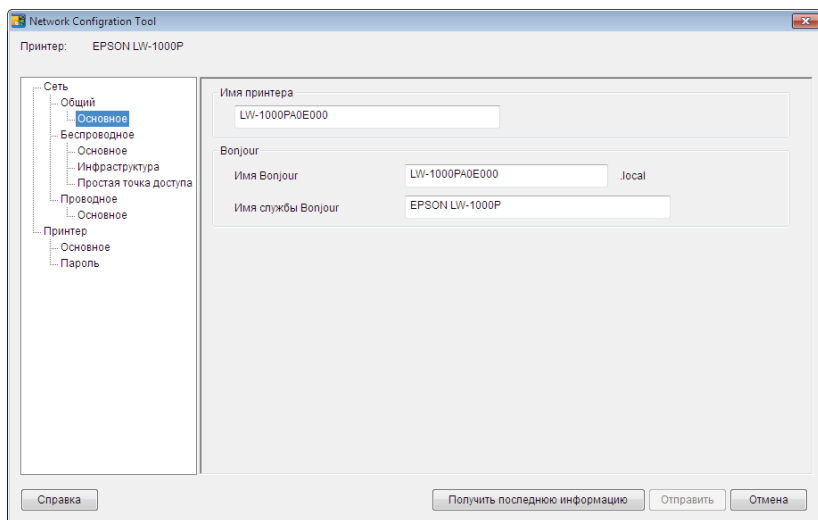 Network Configration Tool
Принтер: EPSON LW-1000P
Сеть
Общий
Основное
Беспроводное
Основное
Инфраструктура
Простая точка доступа
Проводное
Основное
Принтер
Основное
Пароль
Имя принтера
LW-1000PA0E000
Bonjour
Имя Bonjour LW-1000PA0E000 .local
Имя службы Bonjour EPSON LW-1000P
Справка Получить последнюю информацию Отправить Отмена